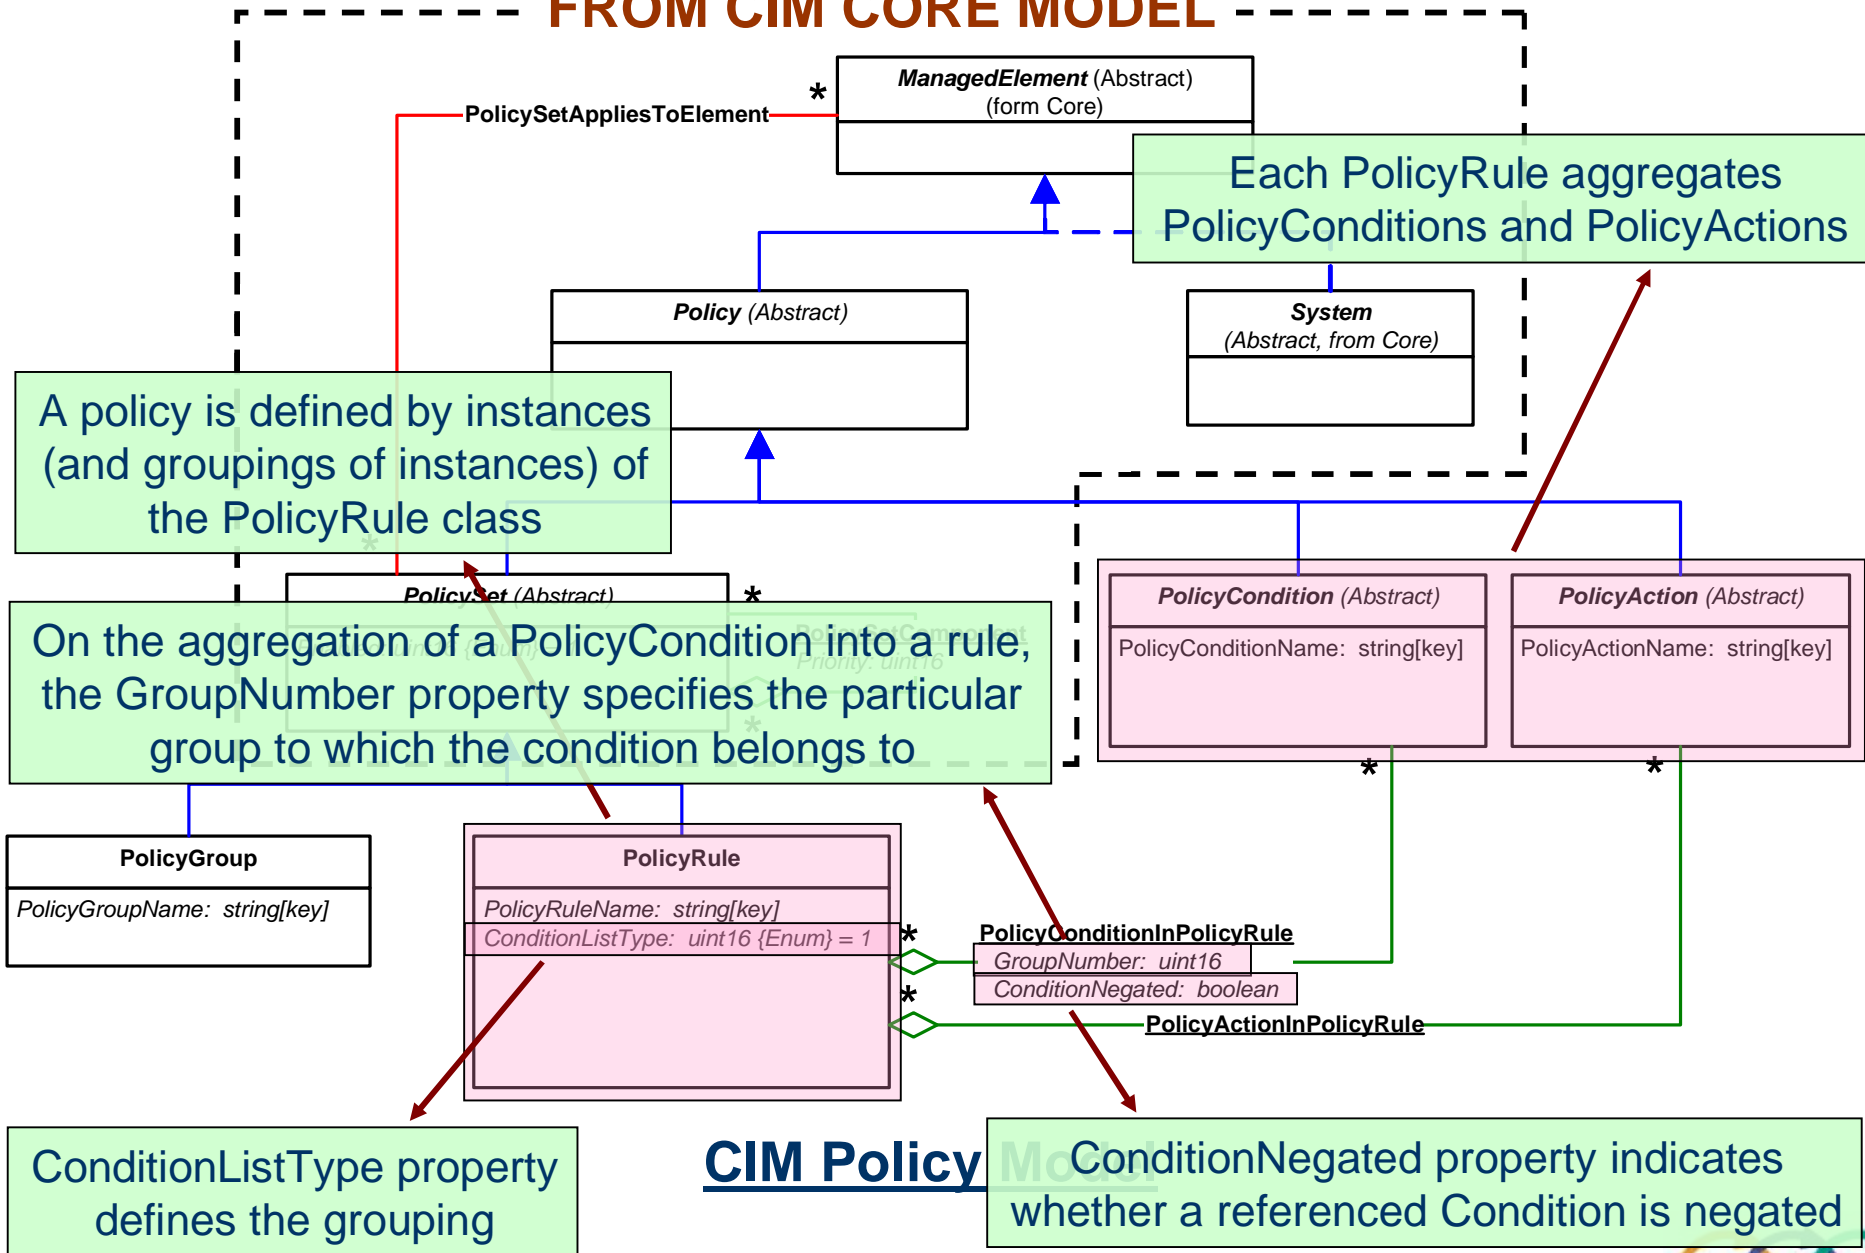 FROM CIM CORE MODEL
ManagedElement (Abstract)
(form Core)
*
PolicySetAppliesToElement
Each PolicyRule aggregates
PolicyConditions and PolicyActions
Policy (Abstract)
System
(Abstract, from Core)
A policy is defined by instances
(and groupings of instances) of
the PolicyRule class
*
PolicySet (Abstract)
*
PolicySetComponent
Priority: uint16
*
On the aggregation of a PolicyCondition into a rule,
the GroupNumber property specifies the particular
group to which the condition belongs to
PolicyCondition (Abstract)
PolicyConditionName: string[key]
*
PolicyAction (Abstract)
PolicyActionName: string[key]
*
PolicyGroup
PolicyGroupName: string[key]
PolicyRule
PolicyRuleName: string[key]
ConditionListType: uint16 {Enum} = 1
*
PolicyConditionInPolicyRule
GroupNumber: uint16
ConditionNegated: boolean
*
PolicyActionInPolicyRule
ConditionListType property
defines the grouping
CIM Policy Model
ConditionNegated property indicates
whether a referenced Condition is negated